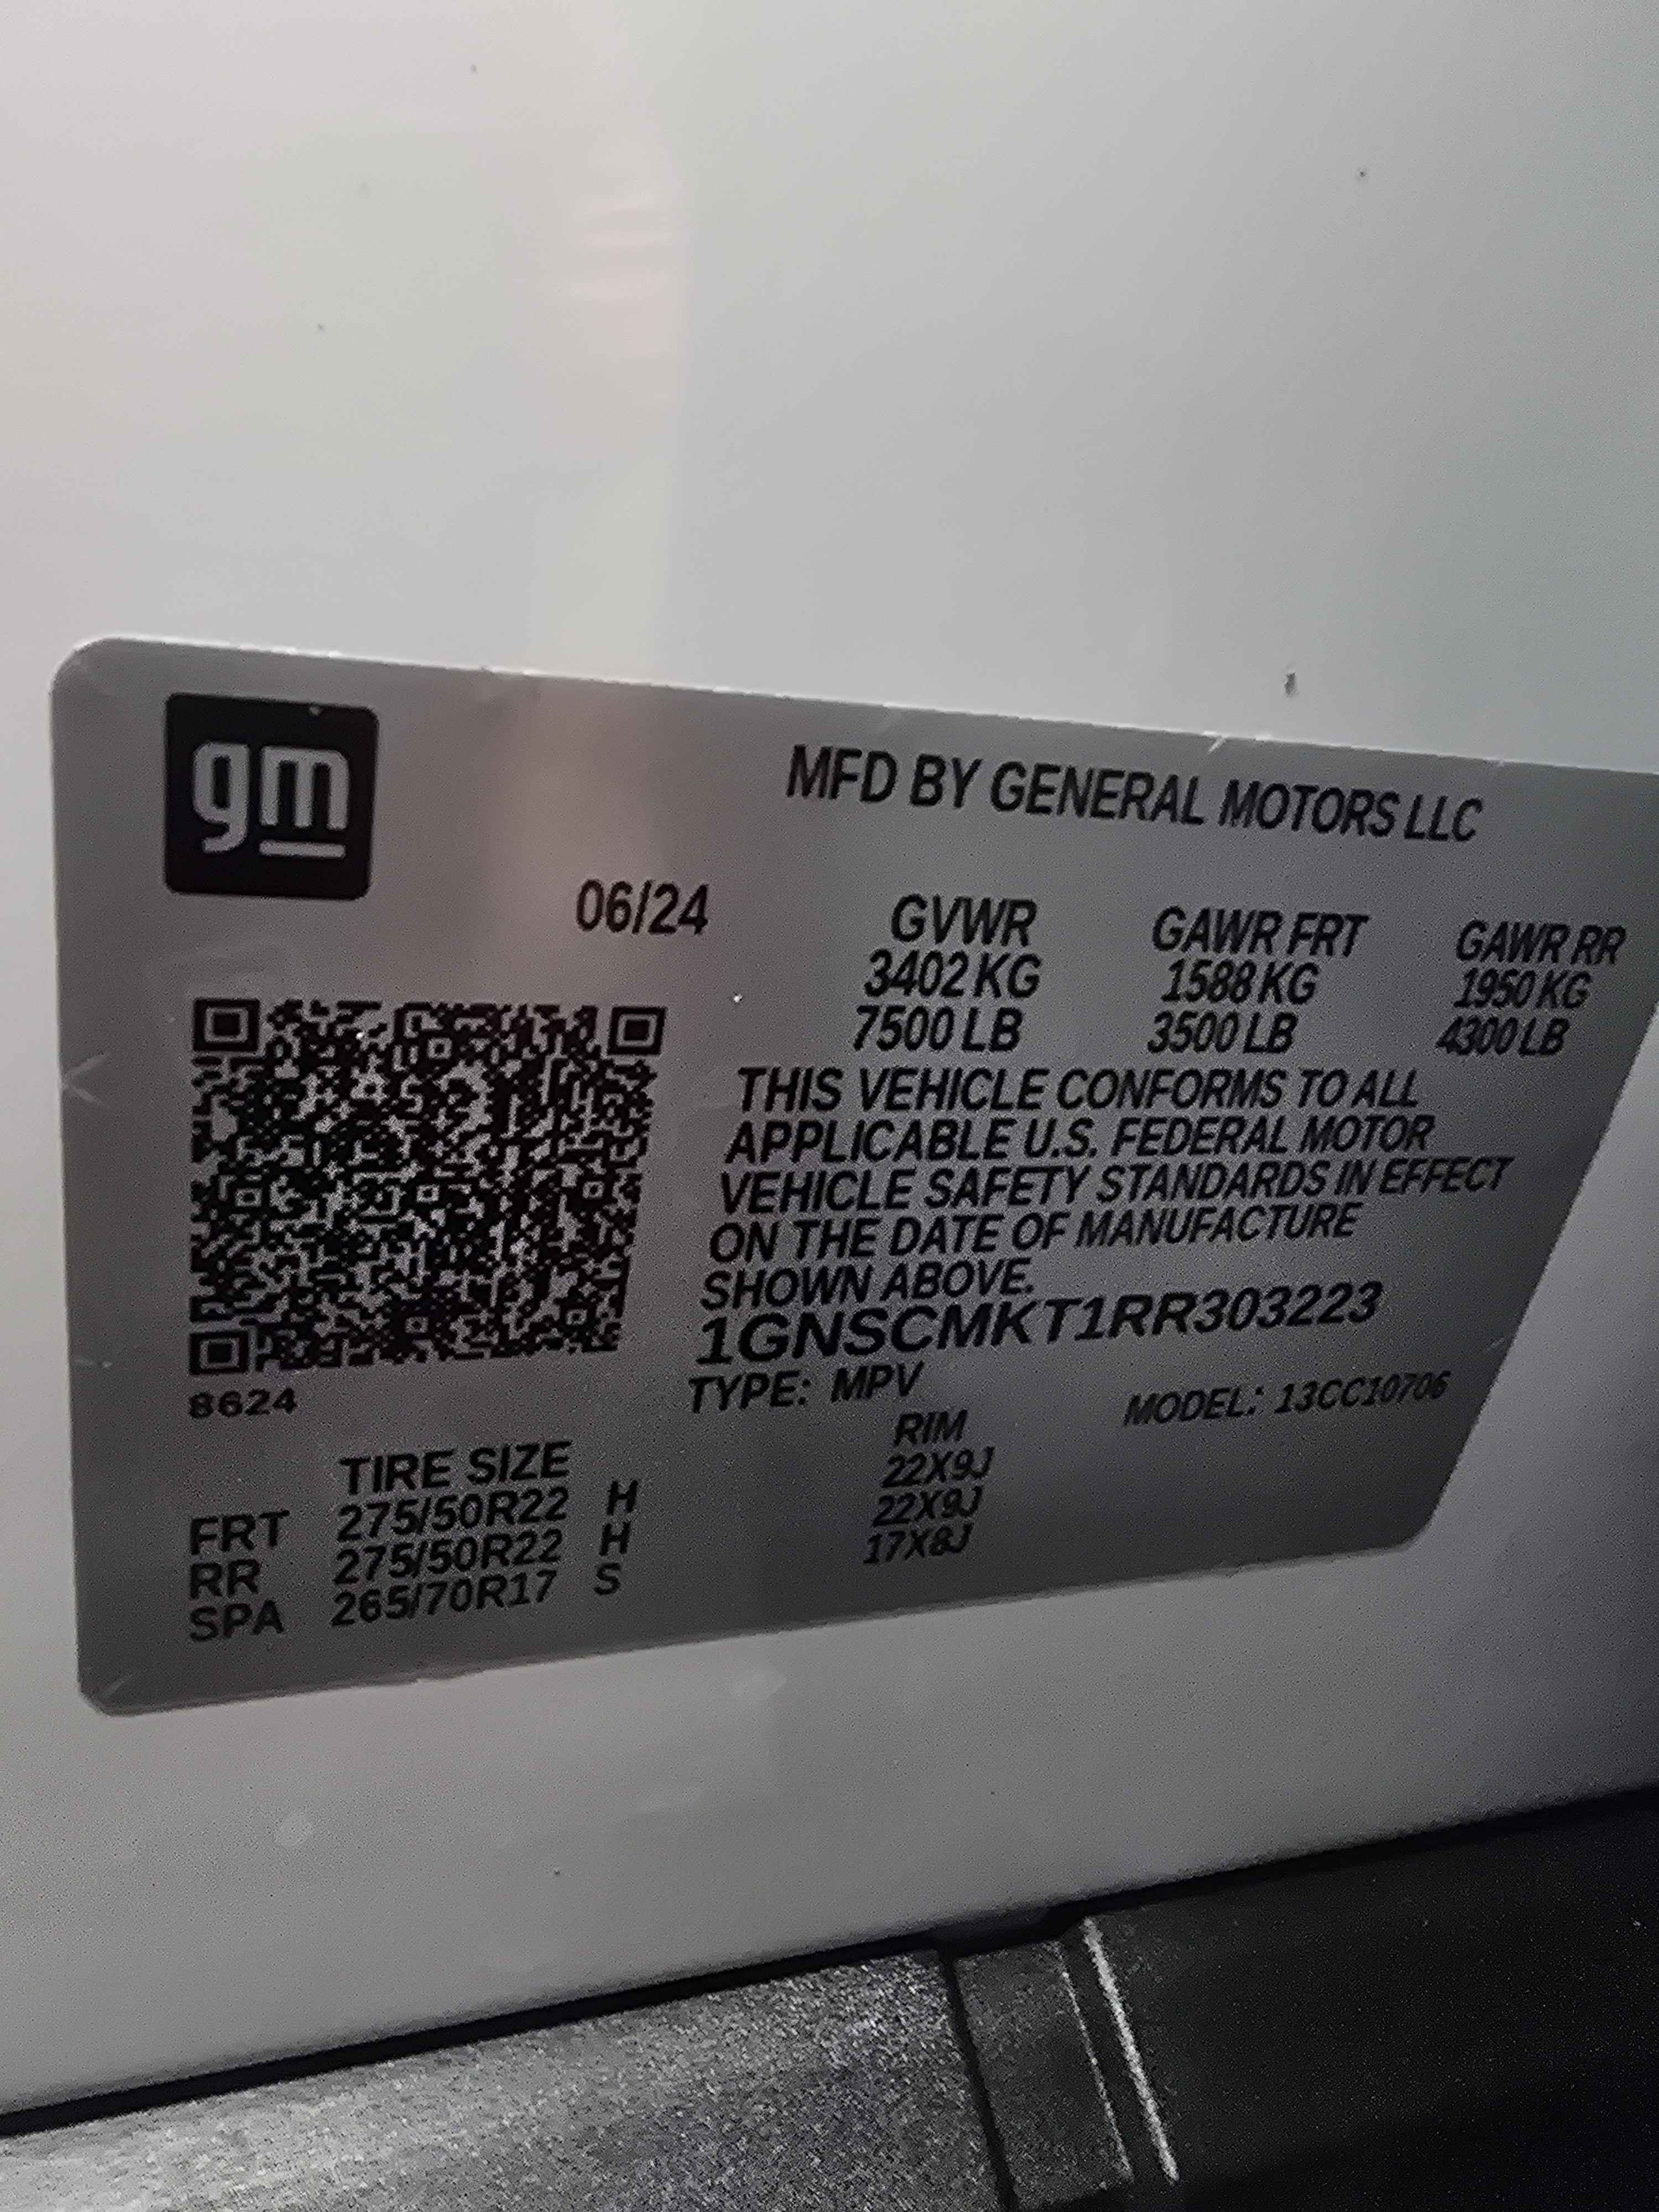 gm
MFD BY GENERAL MOTORS LLC
06/24
GVWR GAWR FRT GAWR RR
3402 KG 1588 KG 1950 KG
7500 LB 3500 LB 4300 LB
THIS VEHICLE CONFORMS TO ALL
APPLICABLE U.S. FEDERAL MOTOR
VEHICLE SAFETY STANDARDS IN EFFECT
ON THE DATE OF MANUFACTURE
SHOWN ABOVE.
1GNSCMKT1RR303223
TYPE: MPV MODEL: 13CC10706
8624
TIRE SIZE RIM
FRT 275/50R22 H 22X9J
RR 275/50R22 H 22X9J
SPA 265/70R17 S 17X8J